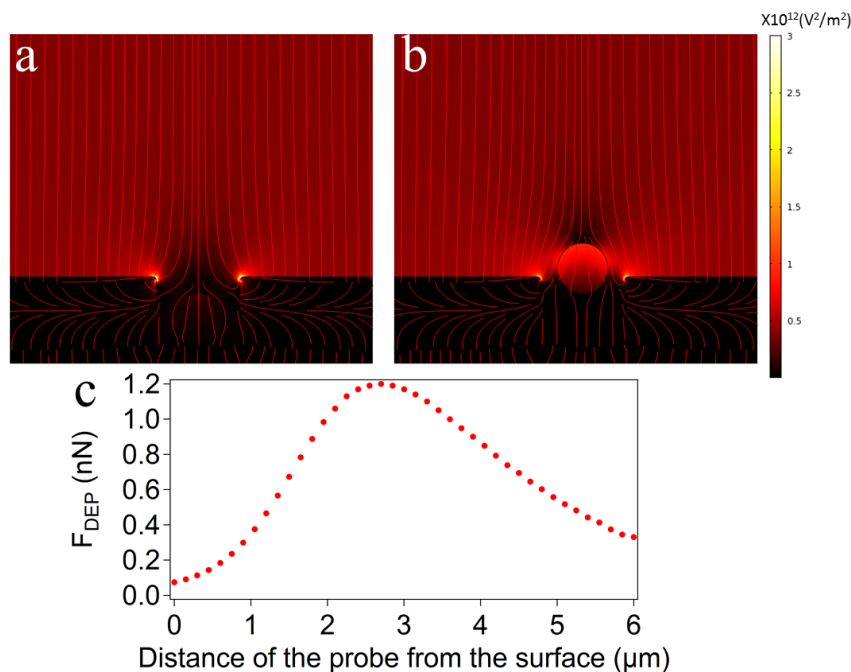 X10¹²(V²/m²)
a
b
3
2.5
2
1.5
1
0.5
c
F_DEP (nN)
1.2
1.0
0.8
0.6
0.4
0.2
0.0
0 1 2 3 4 5 6
Distance of the probe from the surface (μm)